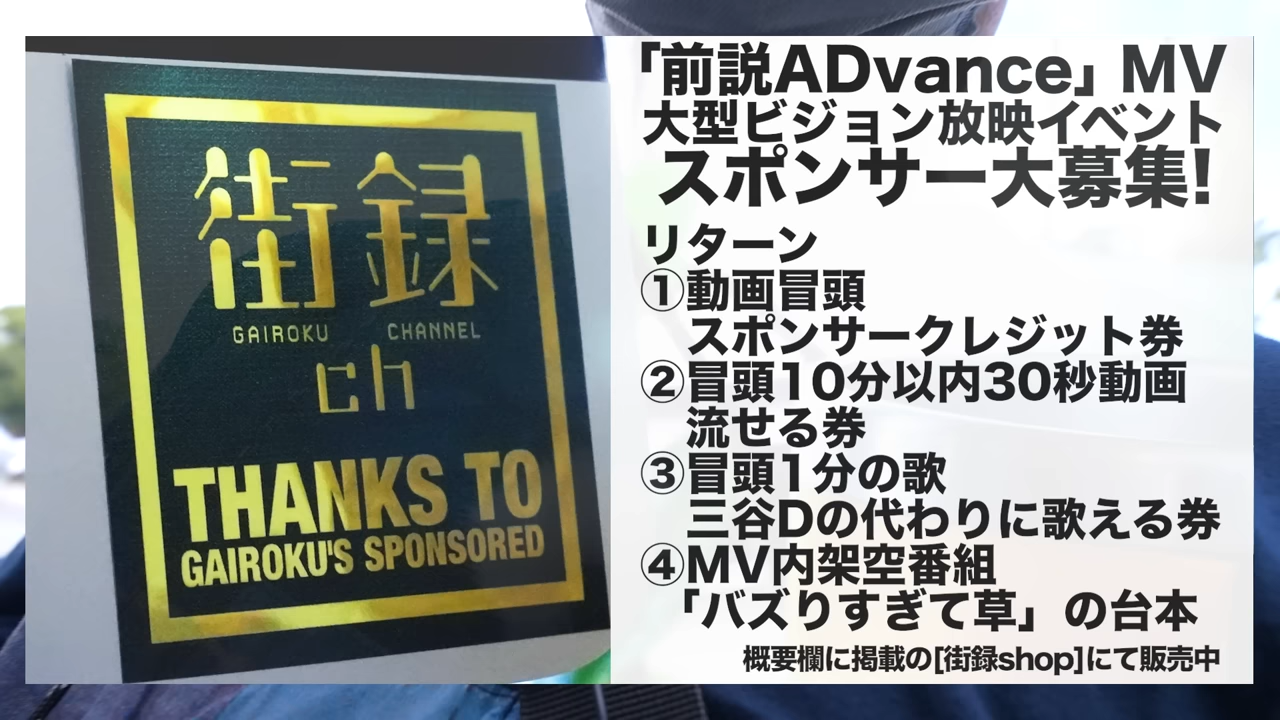 街録
GAIROKU CHANNEL
ch
THANKS TO
GAIROKU'S SPONSORED
「前説ADvance」MV
大型ビジョン放映イベント
スポンサー大募集!
リターン
①動画冒頭
スポンサークレジット券
②冒頭10分以内30秒動画
流せる券
③冒頭1分の歌
三谷Dの代わりに歌える券
④MV内架空番組
「バズりすぎて草」の台本
概要欄に掲載の[街録shop]にて販売中